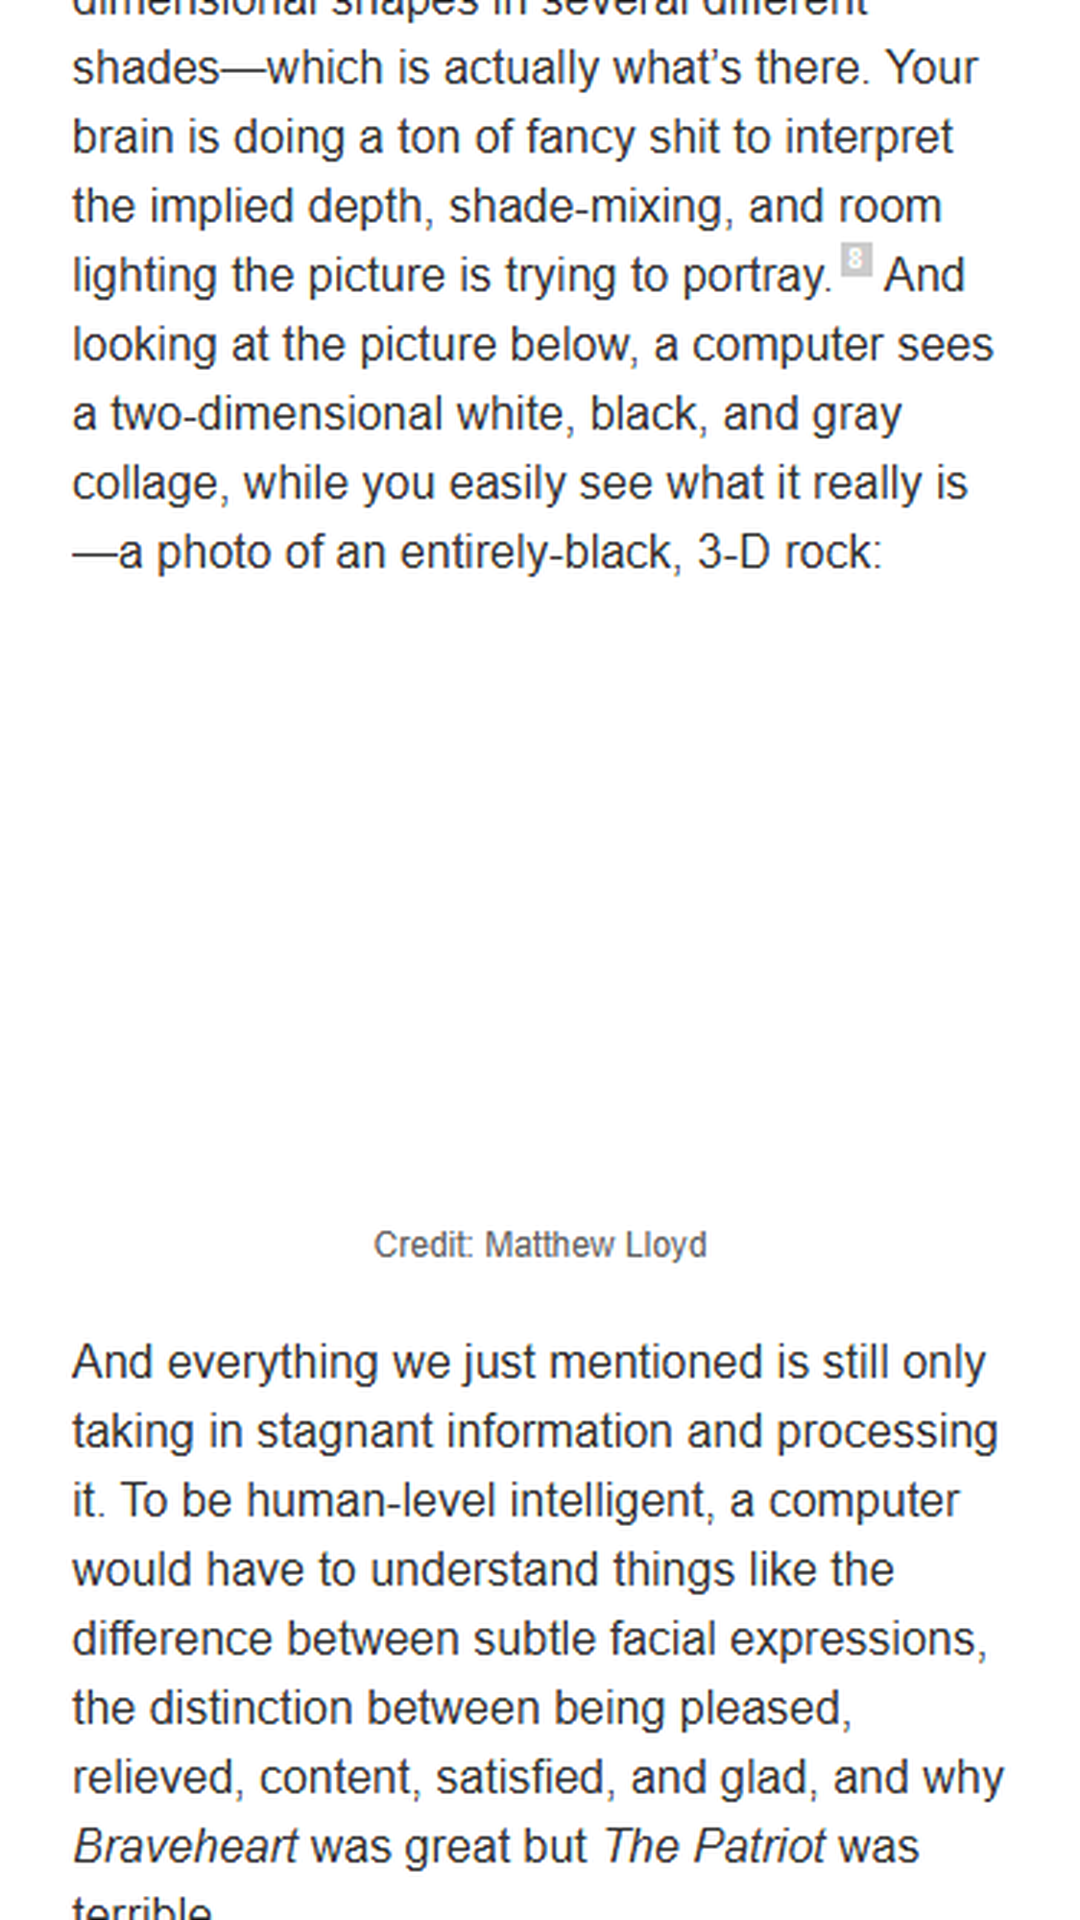 dimensional shapes in several different
shades—which is actually what’s there. Your
brain is doing a ton of fancy shit to interpret
the implied depth, shade-mixing, and room
lighting the picture is trying to portray. 8 And
looking at the picture below, a computer sees
a two-dimensional white, black, and gray
collage, while you easily see what it really is
—a photo of an entirely-black, 3-D rock:
Credit: Matthew Lloyd
And everything we just mentioned is still only
taking in stagnant information and processing
it. To be human-level intelligent, a computer
would have to understand things like the
difference between subtle facial expressions,
the distinction between being pleased,
relieved, content, satisfied, and glad, and why
Braveheart was great but The Patriot was
terrible.